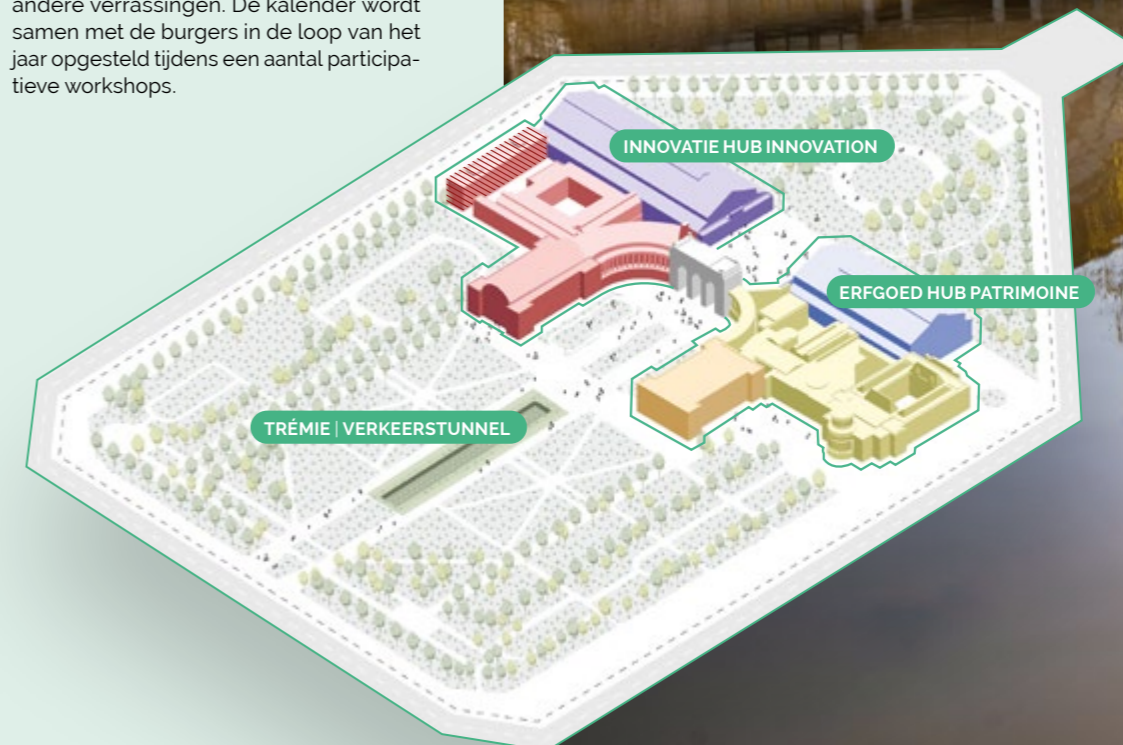 andere verrassingen. De kalender wordt
samen met de burgers in de loop van het
jaar opgesteld tijdens een aantal participa-
tieve workshops.
INNOVATIE HUB INNOVATION
ERFGOED HUB PATRIMOINE
TRÉMIE | VERKEERSTUNNEL